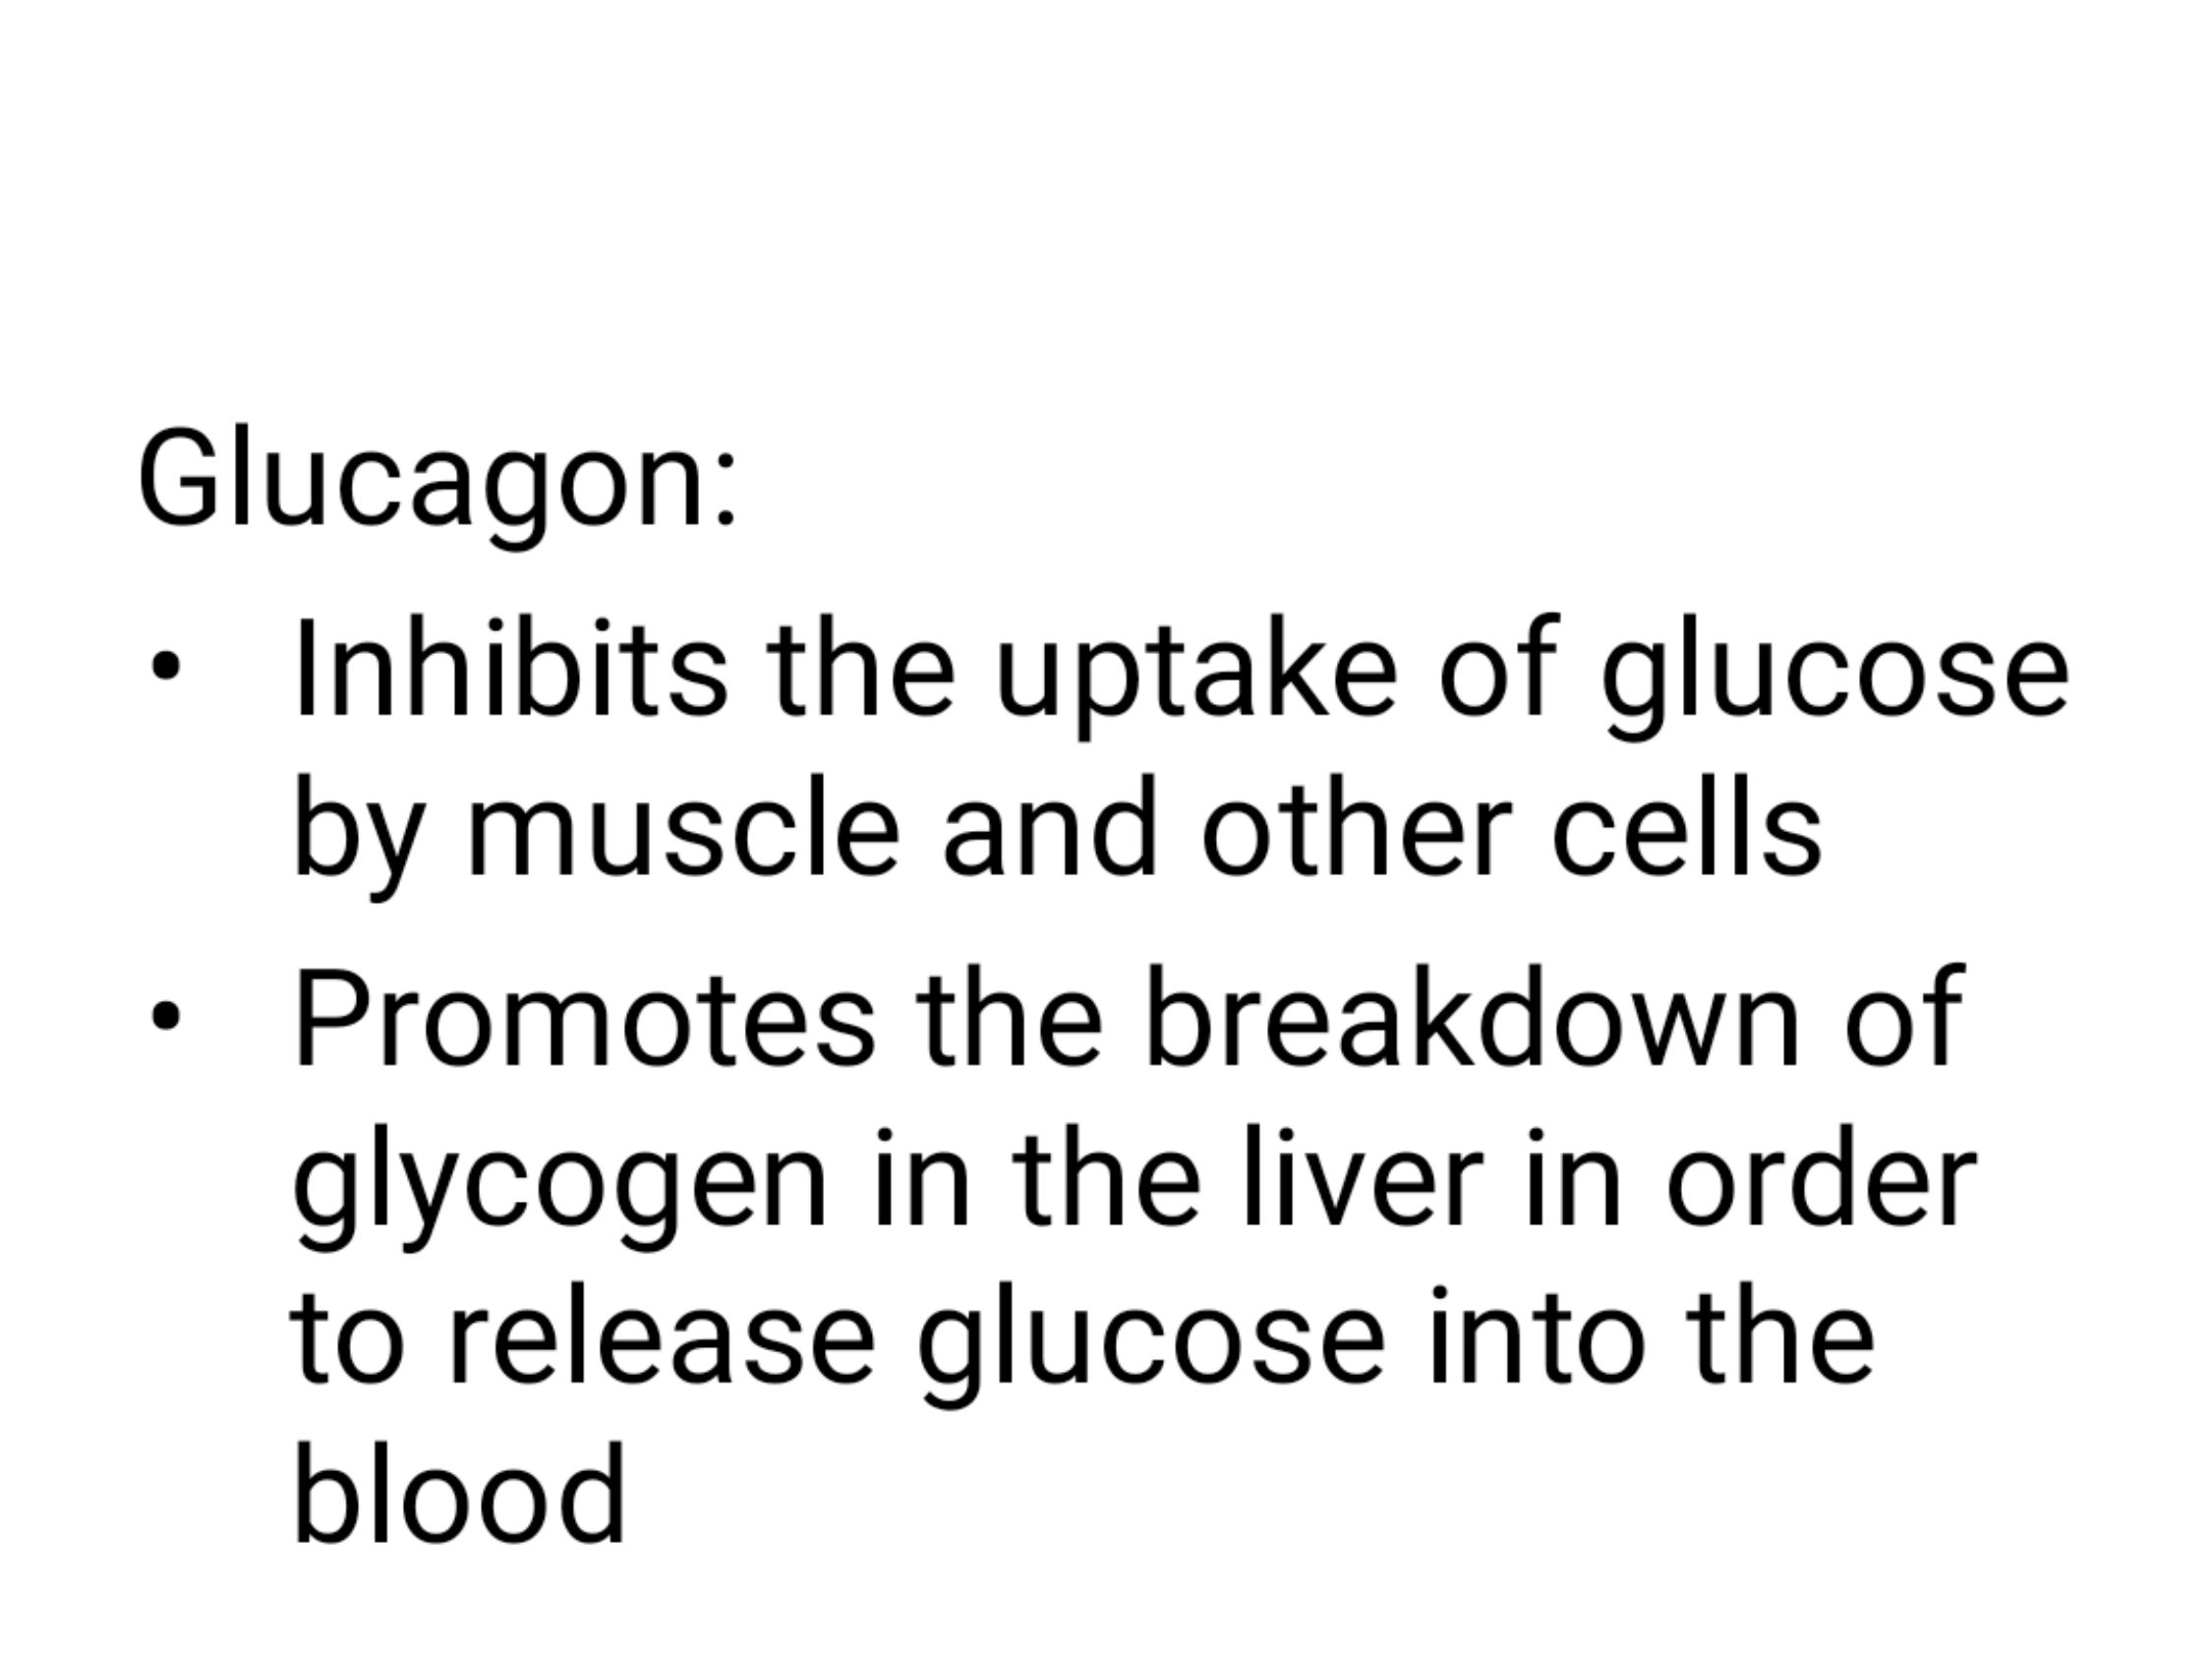 Glucagon:
• Inhibits the uptake of glucose
by muscle and other cells
• Promotes the breakdown of
glycogen in the liver in order
to release glucose into the
blood